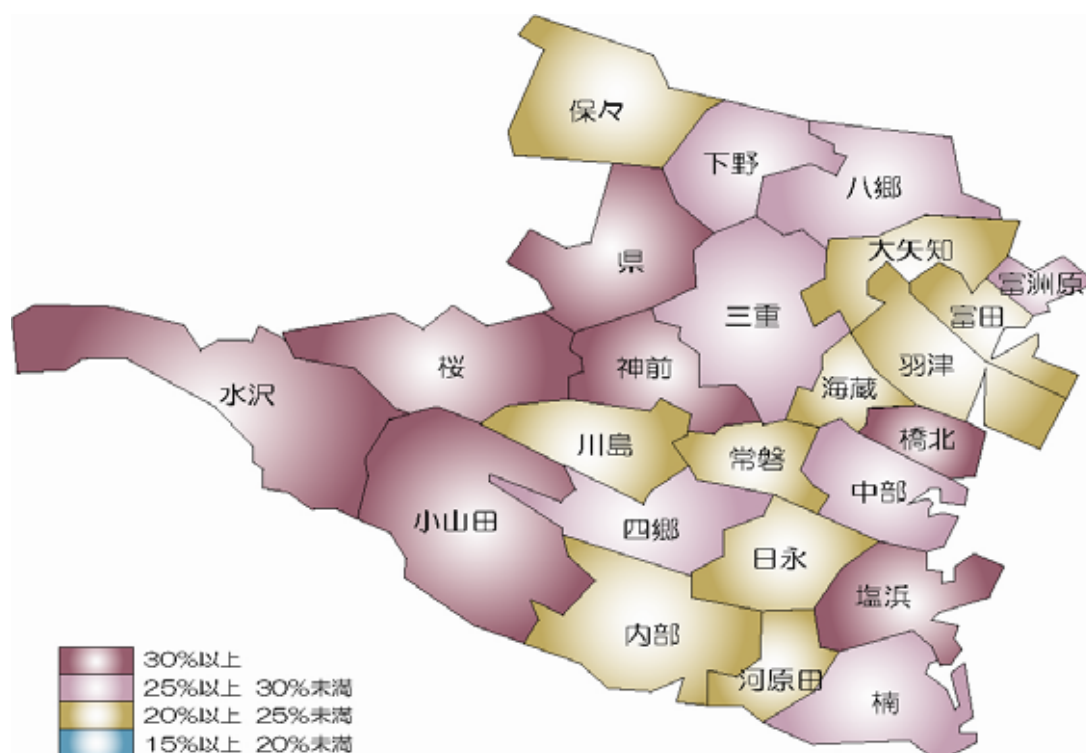 保々
下野
八郷
大矢知
県
富洲原
三重
富田
桜
神前
羽津
水沢
海蔵
川島
橋北
常磐
中部
小山田
四郷
日永
塩浜
内部
河原田
楠
30%以上
25%以上 30%未満
20%以上 25%未満
15%以上 20%未満